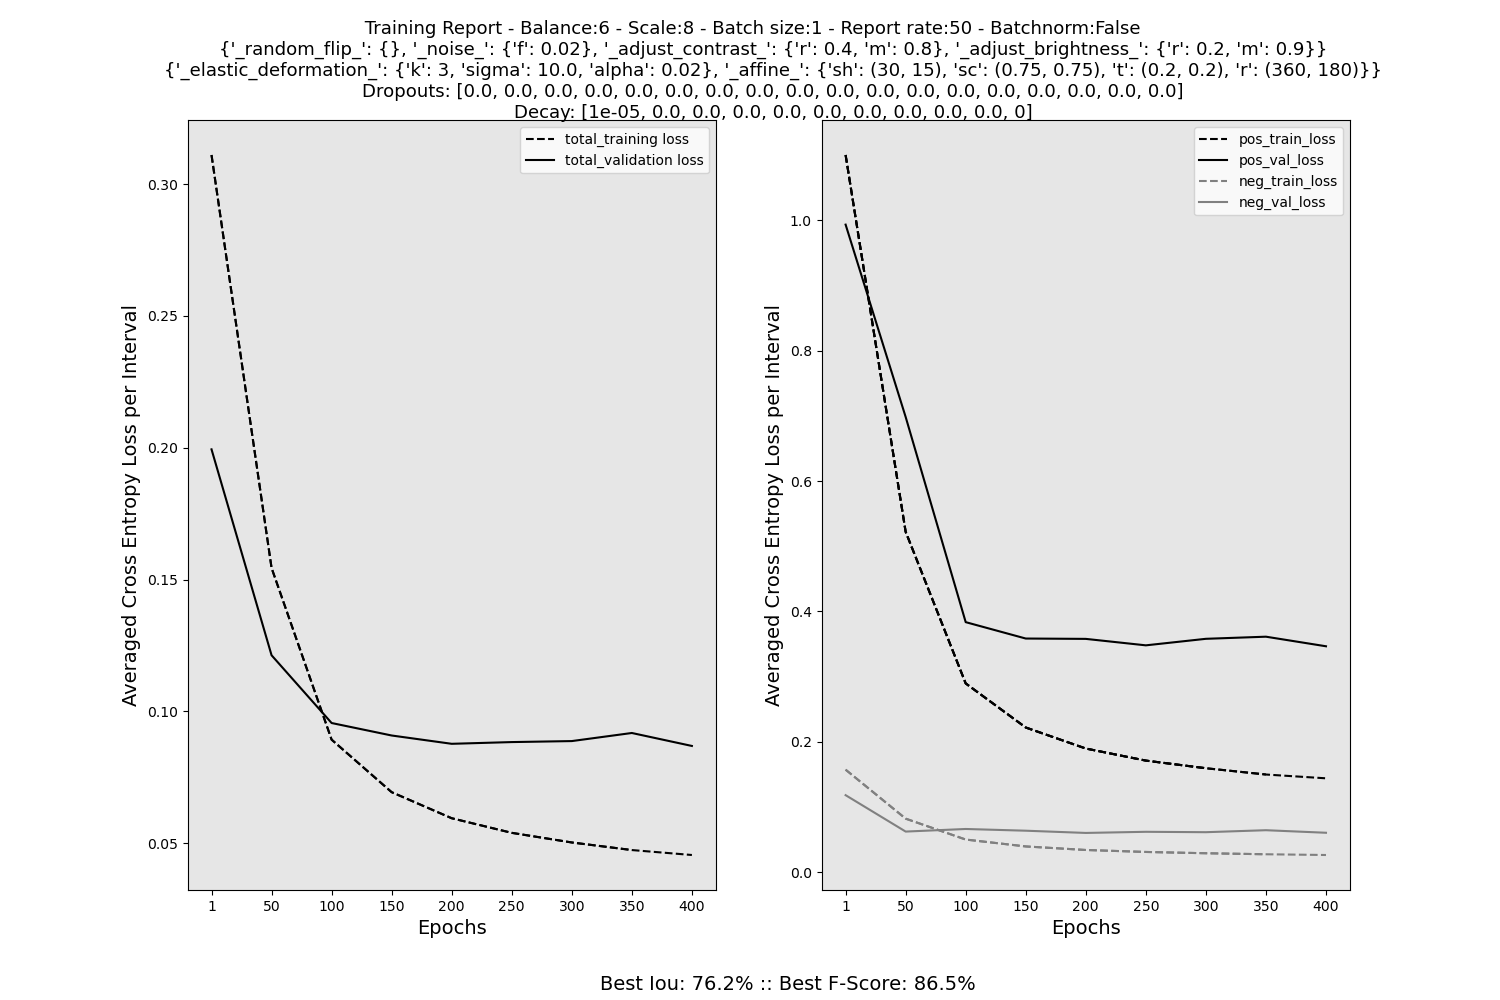 Training Report - Balance:6 - Scale:8 - Batch size:1 - Report rate:50 - Batchnorm:False
{'_random_flip_': {}, '_noise_': {'f': 0.02}, '_adjust_contrast_': {'r': 0.4, 'm': 0.8}, '_adjust_brightness_': {'r': 0.2, 'm': 0.9}}
{'_elastic_deformation_': {'k': 3, 'sigma': 10.0, 'alpha': 0.02}, '_affine_': {'sh': (30, 15), 'sc': (0.75, 0.75), 't': (0.2, 0.2), 'r': (360, 180)}}
Dropouts: [0.0, 0.0, 0.0, 0.0, 0.0, 0.0, 0.0, 0.0, 0.0, 0.0, 0.0, 0.0, 0.0, 0.0, 0.0, 0.0, 0.0, 0.0]
Decay: [1e-05, 0.0, 0.0, 0.0, 0.0, 0.0, 0.0, 0.0, 0.0, 0.0, 0]
total_training loss
total_validation loss
0.30
0.25
0.20
0.15
0.10
0.05
Averaged Cross Entropy Loss per Interval
1 50 100 150 200 250 300 350 400
Epochs
pos_train_loss
pos_val_loss
neg_train_loss
neg_val_loss
1.0
0.8
0.6
0.4
0.2
0.0
Averaged Cross Entropy Loss per Interval
1 50 100 150 200 250 300 350 400
Epochs
Best Iou: 76.2% :: Best F-Score: 86.5%